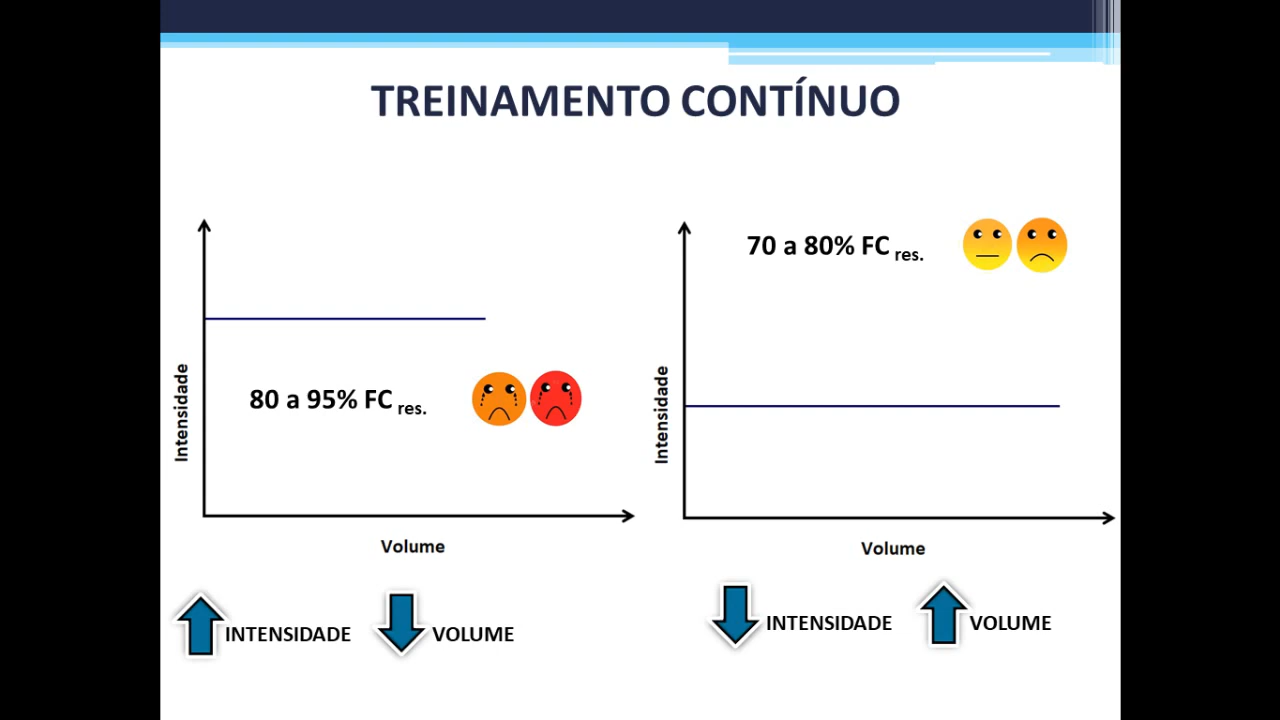 TREINAMENTO CONTÍNUO
Intensidade
80 a 95% FC res.
Volume
INTENSIDADE
VOLUME
70 a 80% FC res.
Intensidade
Volume
INTENSIDADE
VOLUME